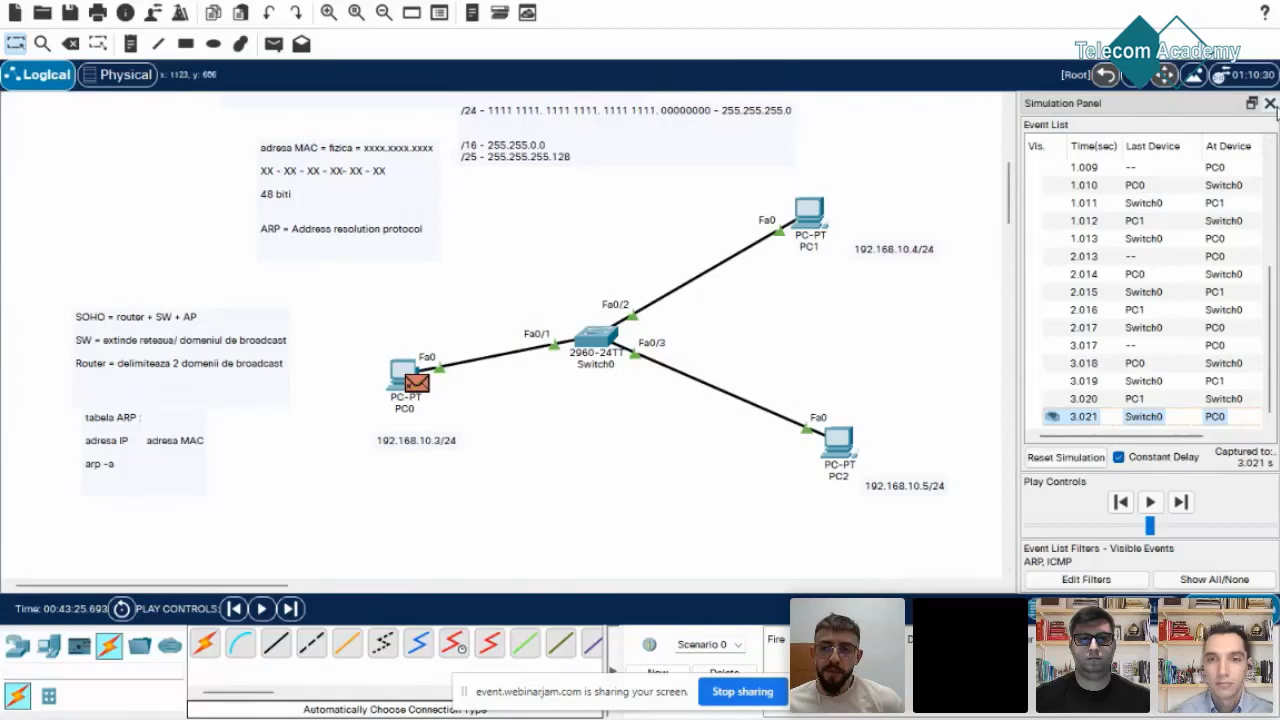 Telecom Academy
Logical
Physical
x: 1123, y: 606
[Root]
01:10:30
/24 - 1111 1111. 1111 1111. 1111 1111. 00000000 - 255.255.255.0
/16 - 255.255.0.0
/25 - 255.255.255.128
adresa MAC = fizica = xxxx.xxxx.xxxx
XX - XX - XX - XX- XX - XX
48 biti
ARP = Address resolution protocol
Fa0
PC-PT
PC1
192.168.10.4/24
SOHO = router + SW + AP
SW = extinde reteaua/ domeniul de broadcast
Router = delimiteaza 2 domenii de broadcast
Fa0/2
Fa0/1
2960-24TT
Switch0
Fa0/3
Fa0
PC-PT
PC0
192.168.10.3/24
tabela ARP :
adresa IP adresa MAC
arp -a
Fa0
PC-PT
PC2
192.168.10.5/24
Simulation Panel
Event List
Vis. Time(sec) Last Device At Device
1.009 -- PC0
1.010 PC0 Switch0
1.011 Switch0 PC1
1.012 PC1 Switch0
1.013 Switch0 PC0
2.013 -- PC0
2.014 PC0 Switch0
2.015 Switch0 PC1
2.016 PC1 Switch0
2.017 Switch0 PC0
3.017 -- PC0
3.018 PC0 Switch0
3.019 Switch0 PC1
3.020 PC1 Switch0
3.021 Switch0 PC0
Reset Simulation
Constant Delay
Captured to:
3.021 s
Play Controls
Event List Filters - Visible Events
ARP, ICMP
Edit Filters
Show All/None
Time: 00:43:25.693
PLAY CONTROLS:
Scenario 0
Fire
New
Delete
event.webinarjam.com is sharing your screen.
Stop sharing
Automatically Choose Connection Type